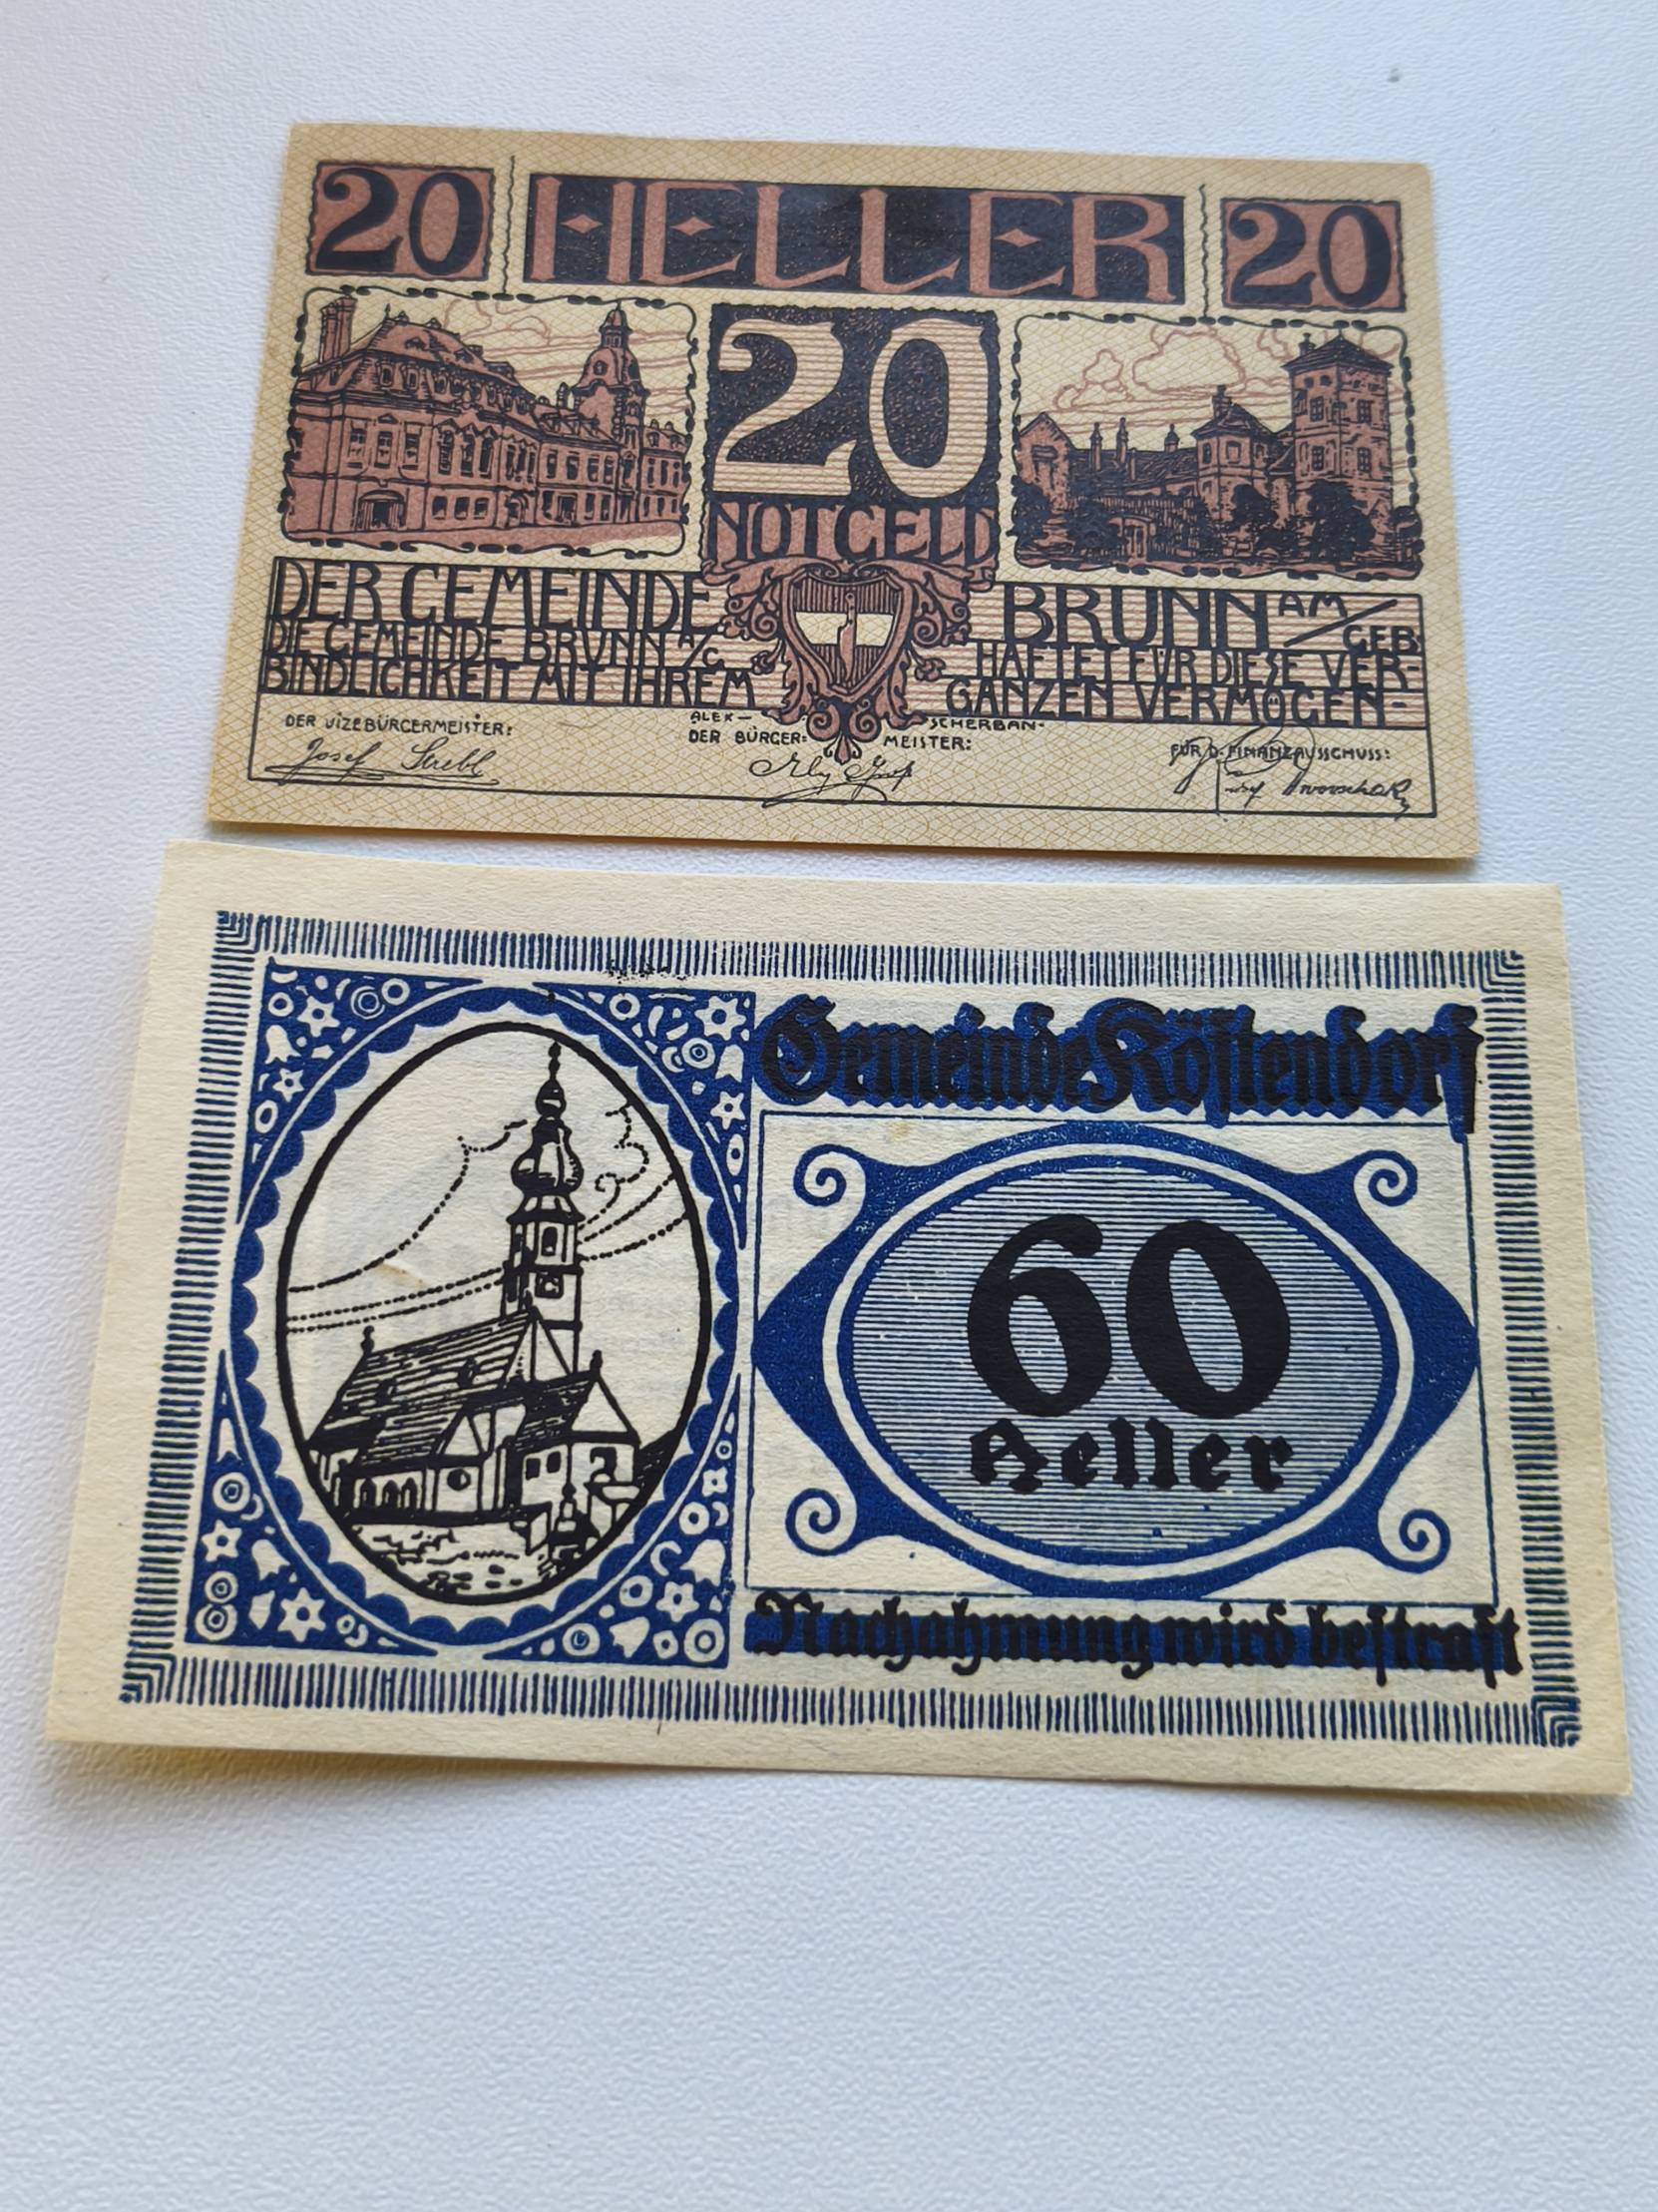 20 HELLER 20
20
NOTGELD
DER GEMEINDE BRUNN AM/GEB.
DIE GEMEINDE BRUNN A/G. HAFTET FÜR DIESE VER-
BINDLICHKEIT MIT IHREM GANZEN VERMÖGEN-
ALEX- SCHERBAN-
DER VIZEBÜRGERMEISTER: DER BÜRGER= MEISTER: FÜR D. FINANZAUSSCHUSS:
Josef
Gemeinde Köstendorf
60
Heller
Nachahmung wird bestraft